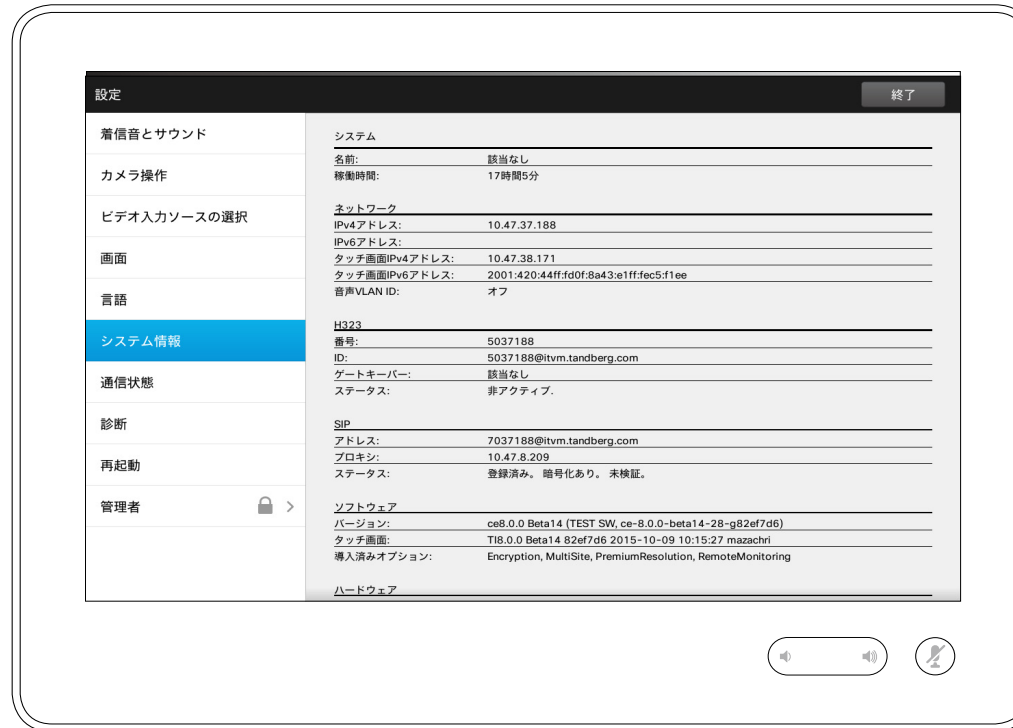 設定
終了
着信音とサウンド
カメラ操作
ビデオ入力ソースの選択
画面
言語
システム情報
通信状態
診断
再起動
管理者
システム
名前: 該当なし
稼働時間: 17時間5分
ネットワーク
IPv4アドレス: 10.47.37.188
IPv6アドレス:
タッチ画面IPv4アドレス: 10.47.38.171
タッチ画面IPv6アドレス: 2001:420:44ff:fd0f:8a43:e1ff:fec5:f1ee
音声VLAN ID: オフ
H323
番号: 5037188
ID: 5037188@itvm.tandberg.com
ゲートキーパー: 該当なし
ステータス: 非アクティブ.
SIP
アドレス: 7037188@itvm.tandberg.com
プロキシ: 10.47.8.209
ステータス: 登録済み。 暗号化あり。 未検証。
ソフトウェア
バージョン: ce8.0.0 Beta14 (TEST SW, ce-8.0.0-beta14-28-g82ef7d6)
タッチ画面: TI8.0.0 Beta14 82ef7d6 2015-10-09 10:15:27 mazachri
導入済みオプション: Encryption, MultiSite, PremiumResolution, RemoteMonitoring
ハードウェア